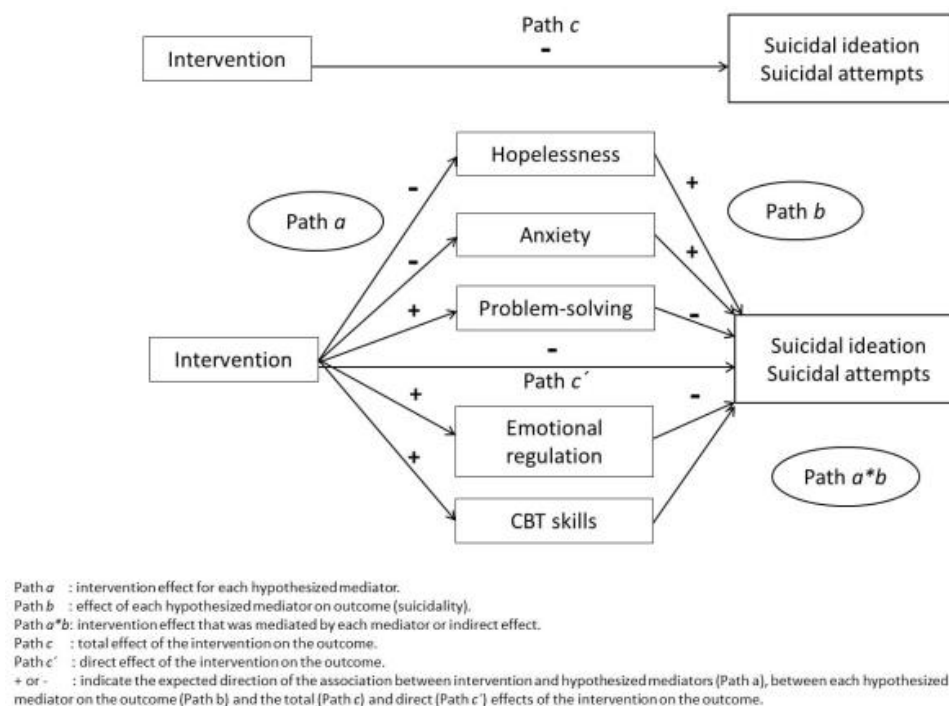 Path c
-
Intervention
Suicidal ideation
Suicidal attempts
Hopelessness
-
+
Path a
Path b
Anxiety
-
+
+
Problem-solving
-
Intervention
-
Suicidal ideation
Suicidal attempts
Path c´
+
-
Emotional
regulation
+
Path a*b
CBT skills
Path a : intervention effect for each hypothesized mediator.
Path b : effect of each hypothesized mediator on outcome (suicidality).
Path a*b: intervention effect that was mediated by each mediator or indirect effect.
Path c : total effect of the intervention on the outcome.
Path c´ : direct effect of the intervention on the outcome.
+ or - : indicate the expected direction of the association between intervention and hypothesized mediators (Path a), between each hypothesized
mediator on the outcome (Path b) and the total (Path c) and direct (Path c´) effects of the intervention on the outcome.